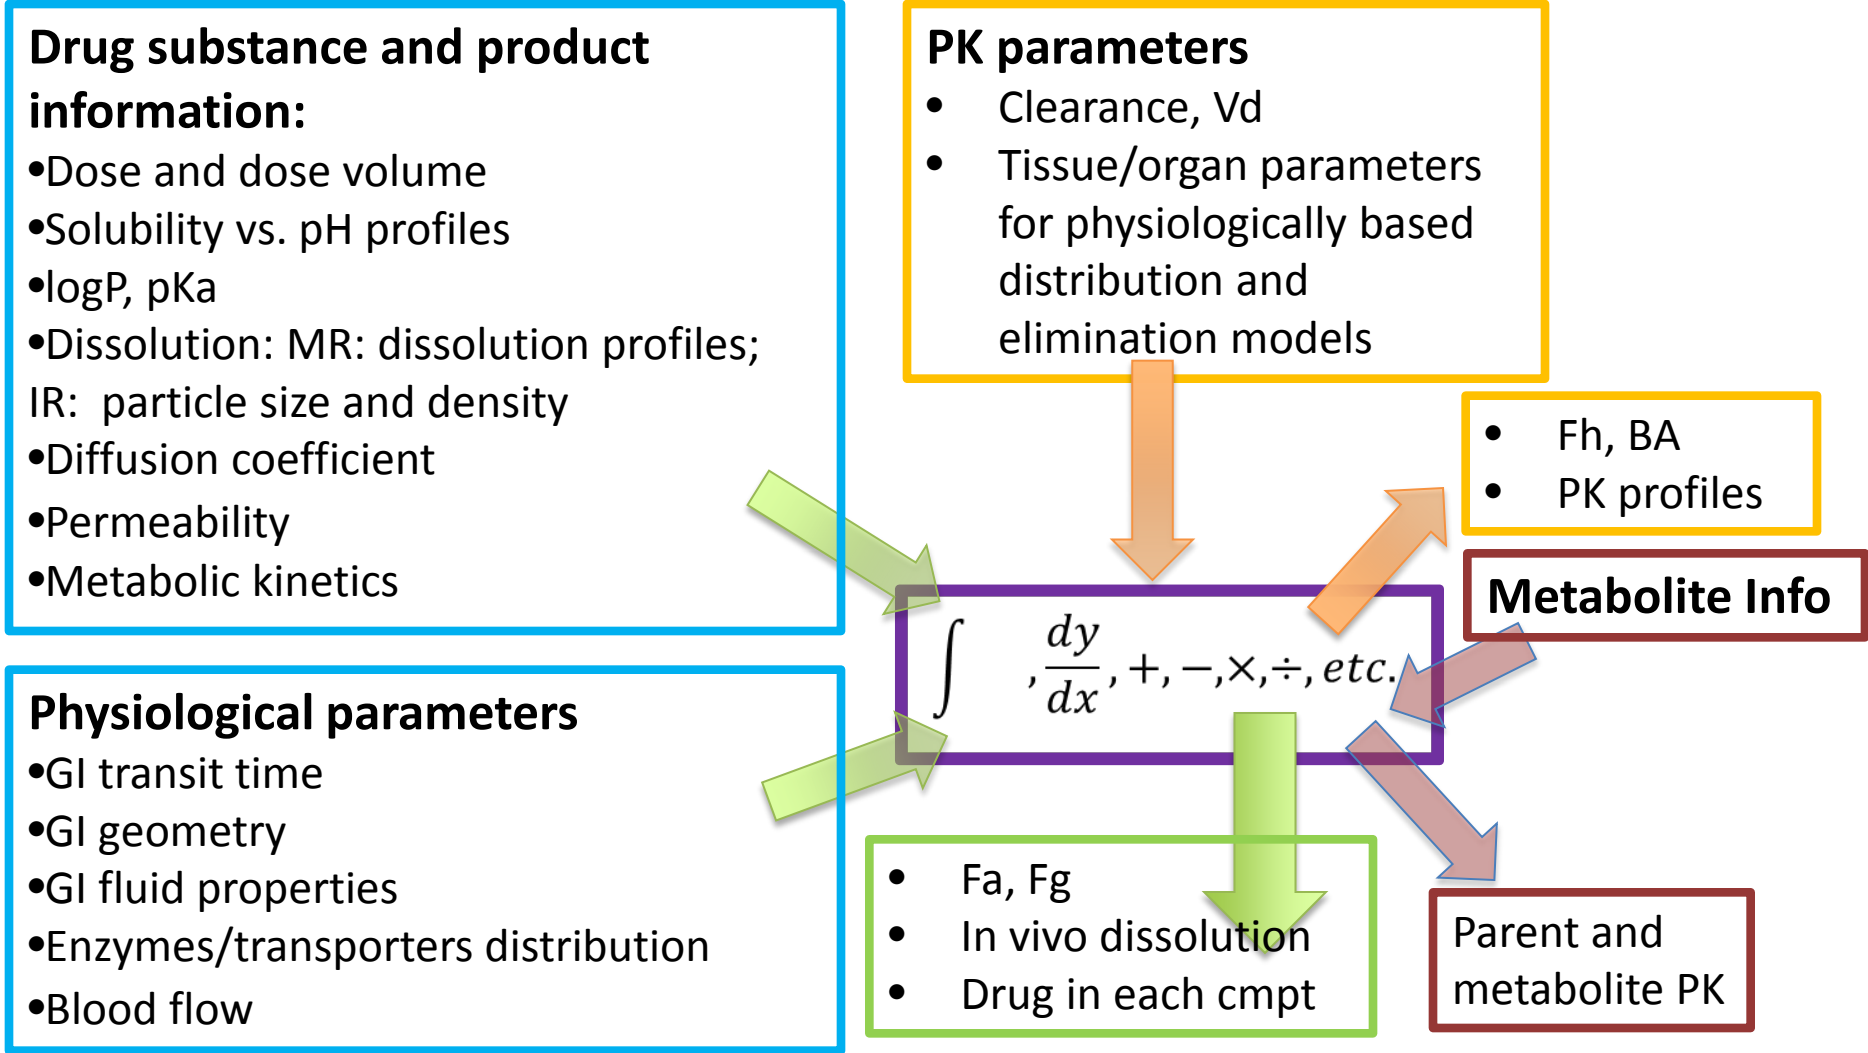 Drug substance and product
information:
•Dose and dose volume
•Solubility vs. pH profiles
•logP, pKa
•Dissolution: MR: dissolution profiles;
IR:  particle size and density
•Diffusion coefficient
•Permeability
•Metabolic kinetics
Physiological parameters
•GI transit time
•GI geometry
•GI fluid properties
•Enzymes/transporters distribution
•Blood flow
PK parameters
• Clearance, Vd
• Tissue/organ parameters
for physiologically based
distribution and
elimination models
• Fh, BA
• PK profiles
Metabolite Info
∫ , dy/dx, +, −,×,÷, etc.
• Fa, Fg
• In vivo dissolution
• Drug in each cmpt
Parent and
metabolite PK